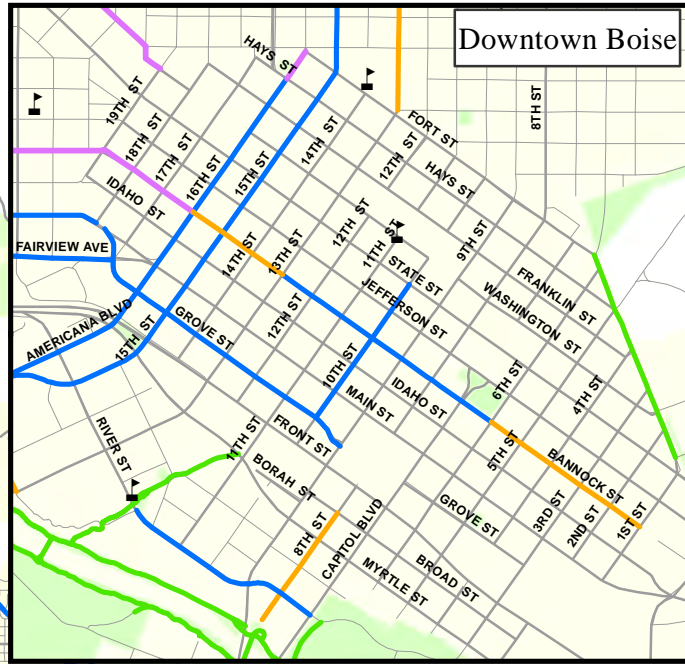 Downtown Boise
HAYS ST
19TH ST
18TH ST
17TH ST
16TH ST
15TH ST
14TH ST
12TH ST
FORT ST
HAYS ST
8TH ST
IDAHO ST
FAIRVIEW AVE
14TH ST
13TH ST
12TH ST
11TH ST
STATE ST
JEFFERSON ST
9TH ST
FRANKLIN ST
WASHINGTON ST
AMERICANA BLVD
15TH ST
GROVE ST
12TH ST
10TH ST
MAIN ST
IDAHO ST
6TH ST
4TH ST
RIVER ST
11TH ST
FRONT ST
BORAH ST
5TH ST
BANNOCK ST
8TH ST
CAPITOL BLVD
GROVE ST
3RD ST
2ND ST
1ST ST
BROAD ST
MYRTLE ST